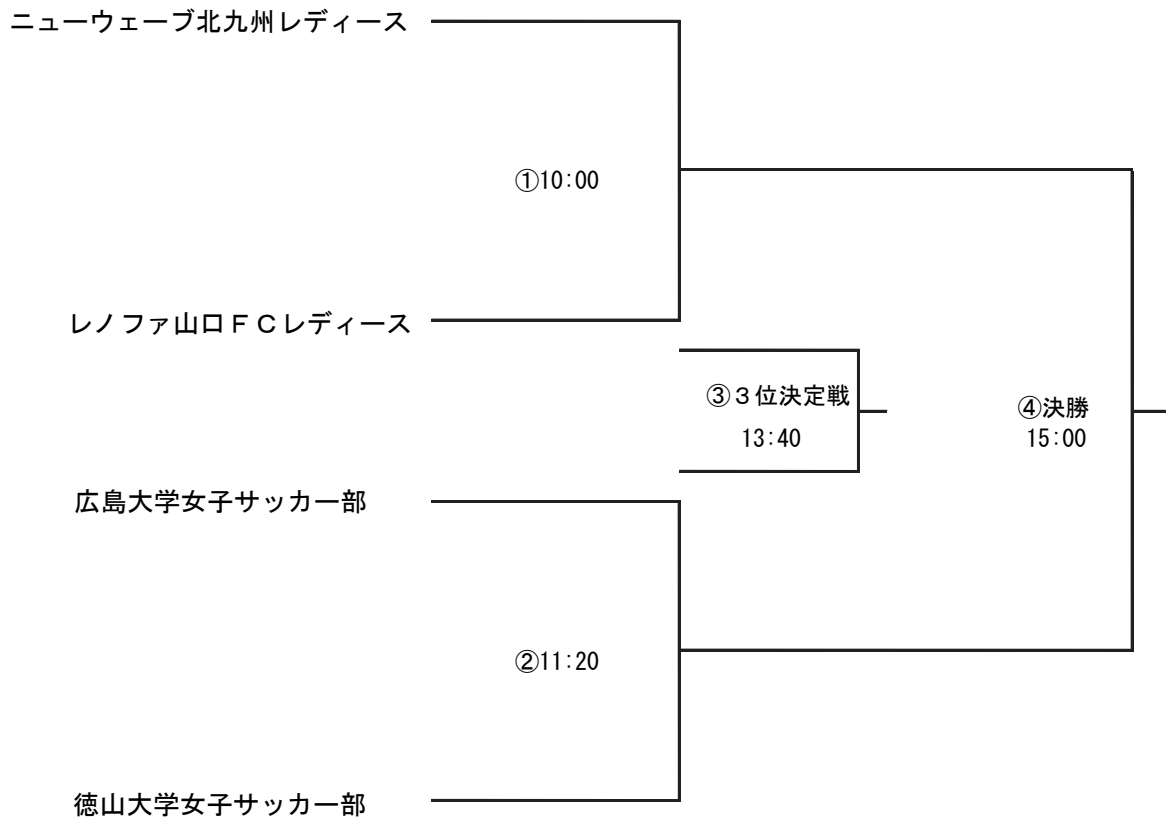 ニューウェーブ北九州レディース
①10:00
レノファ山口ＦＣレディース
③３位決定戦
13:40
④決勝
15:00
広島大学女子サッカー部
②11:20
徳山大学女子サッカー部